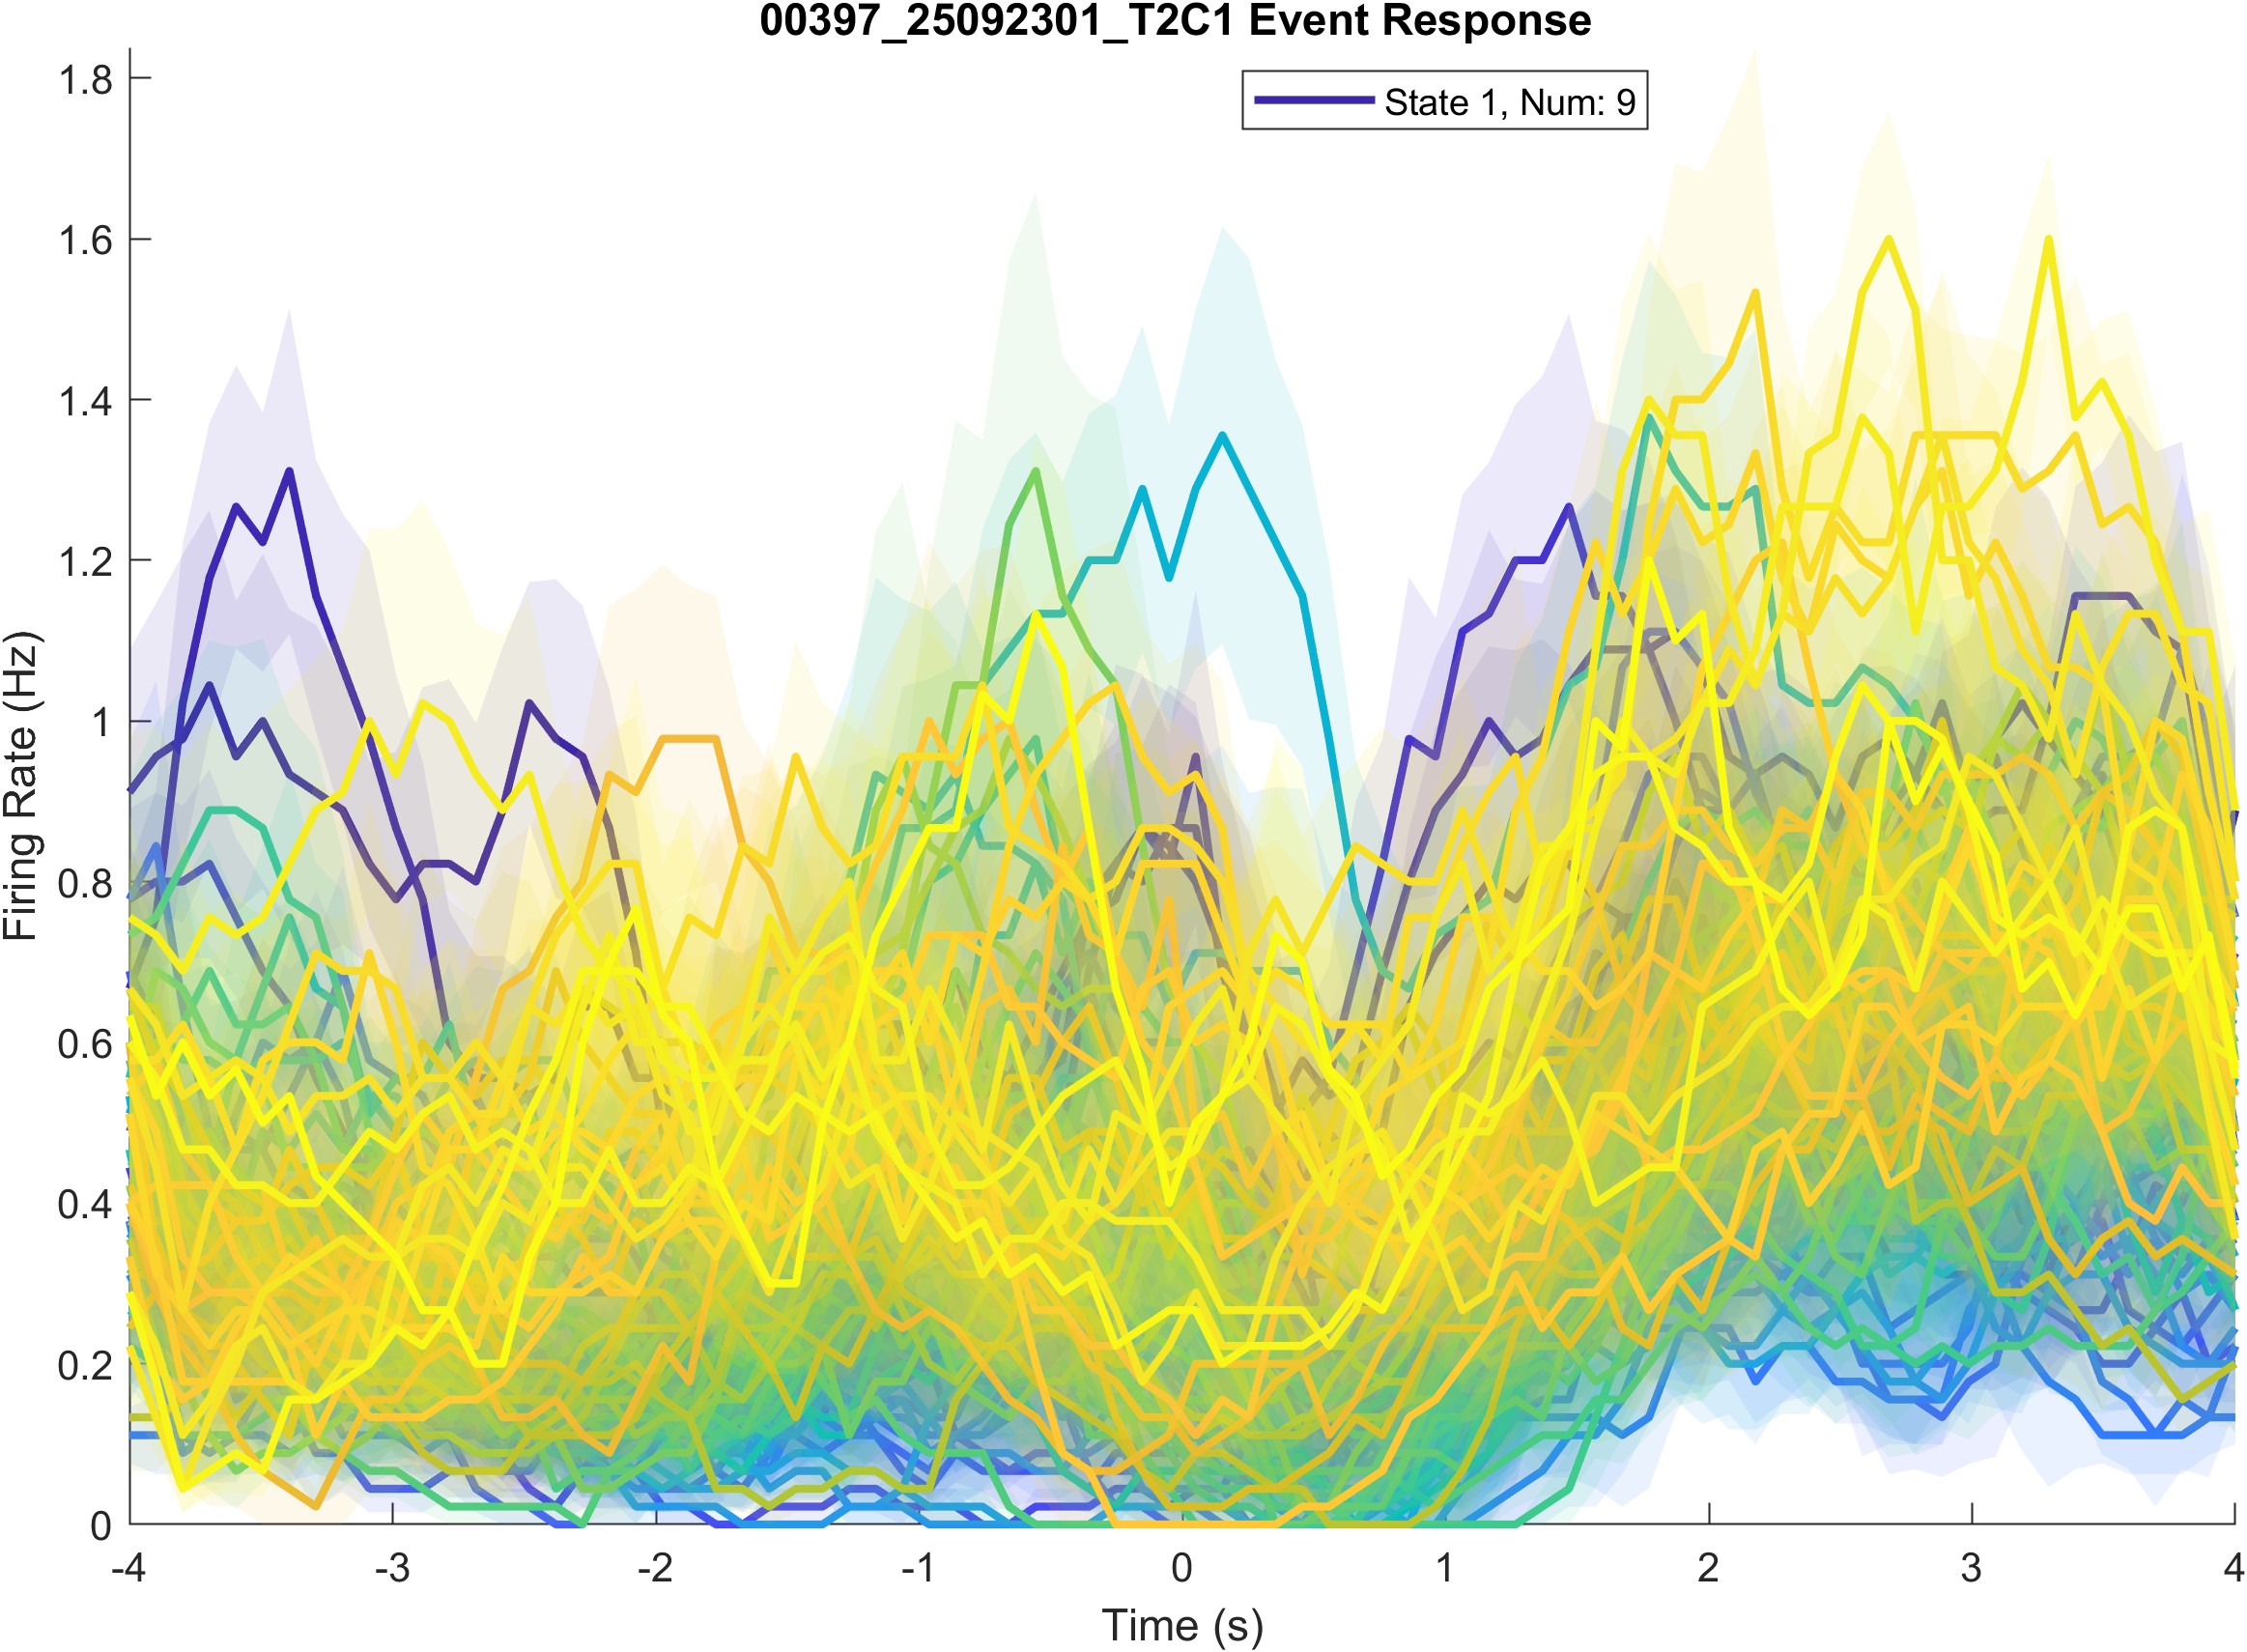 00397_25092301_T2C1 Event Response
State 1, Num: 9
Firing Rate (Hz)
1.8
1.6
1.4
1.2
1
0.8
0.6
0.4
0.2
0
-4 -3 -2 -1 0 1 2 3 4
Time (s)